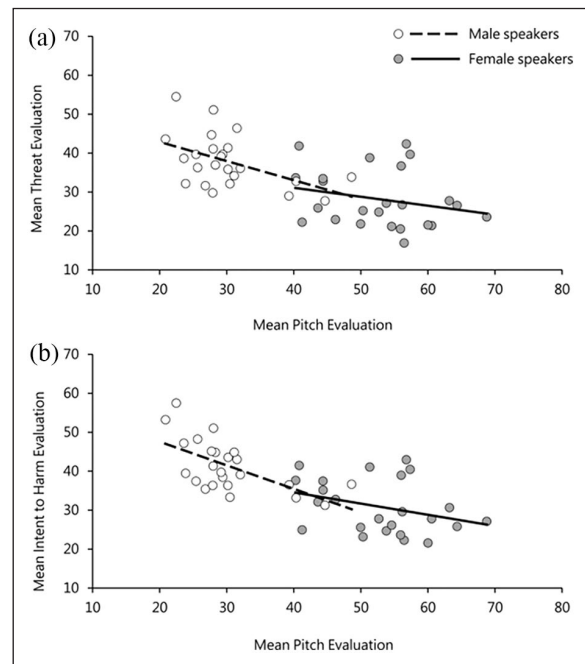 (a)
70
Male speakers
60
Female speakers
50
40
30
20
10
Mean Threat Evaluation
10 20 30 40 50 60 70 80
Mean Pitch Evaluation
(b)
70
60
50
40
30
20
10
Mean Intent to Harm Evaluation
10 20 30 40 50 60 70 80
Mean Pitch Evaluation